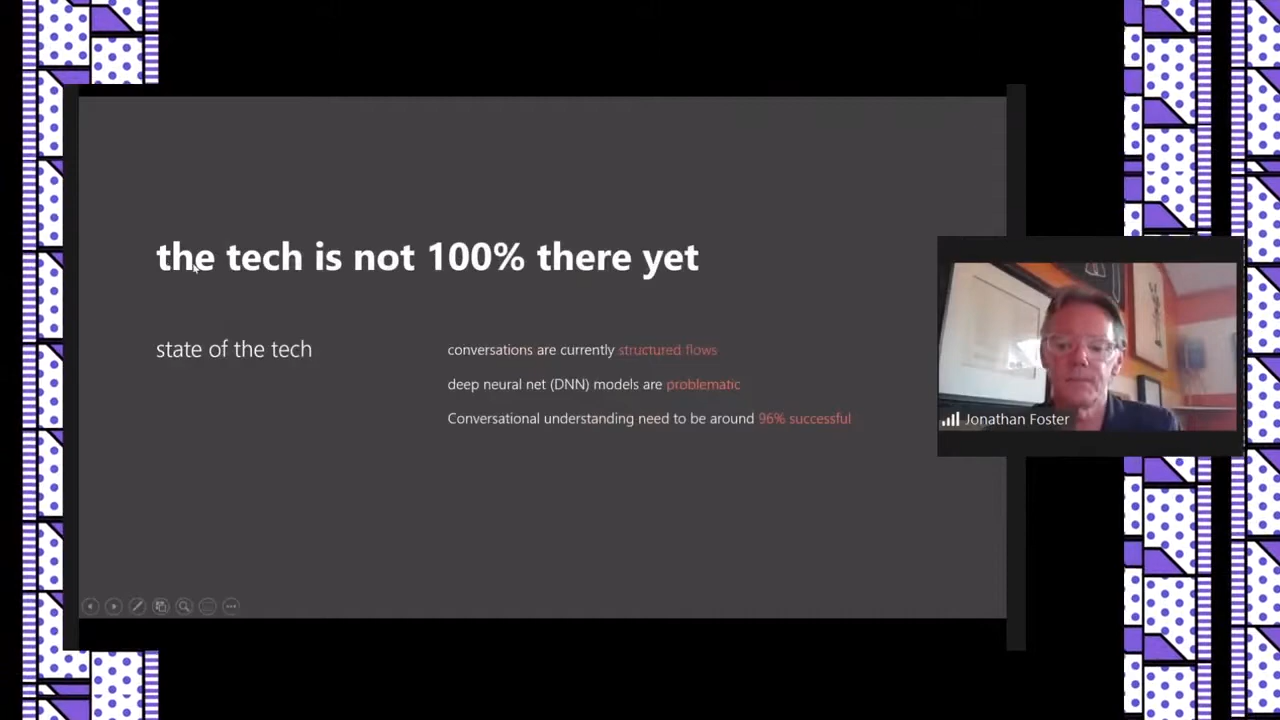 the tech is not 100% there yet
state of the tech
conversations are currently structured flows
deep neural net (DNN) models are problematic
Conversational understanding need to be around 96% successful
Jonathan Foster